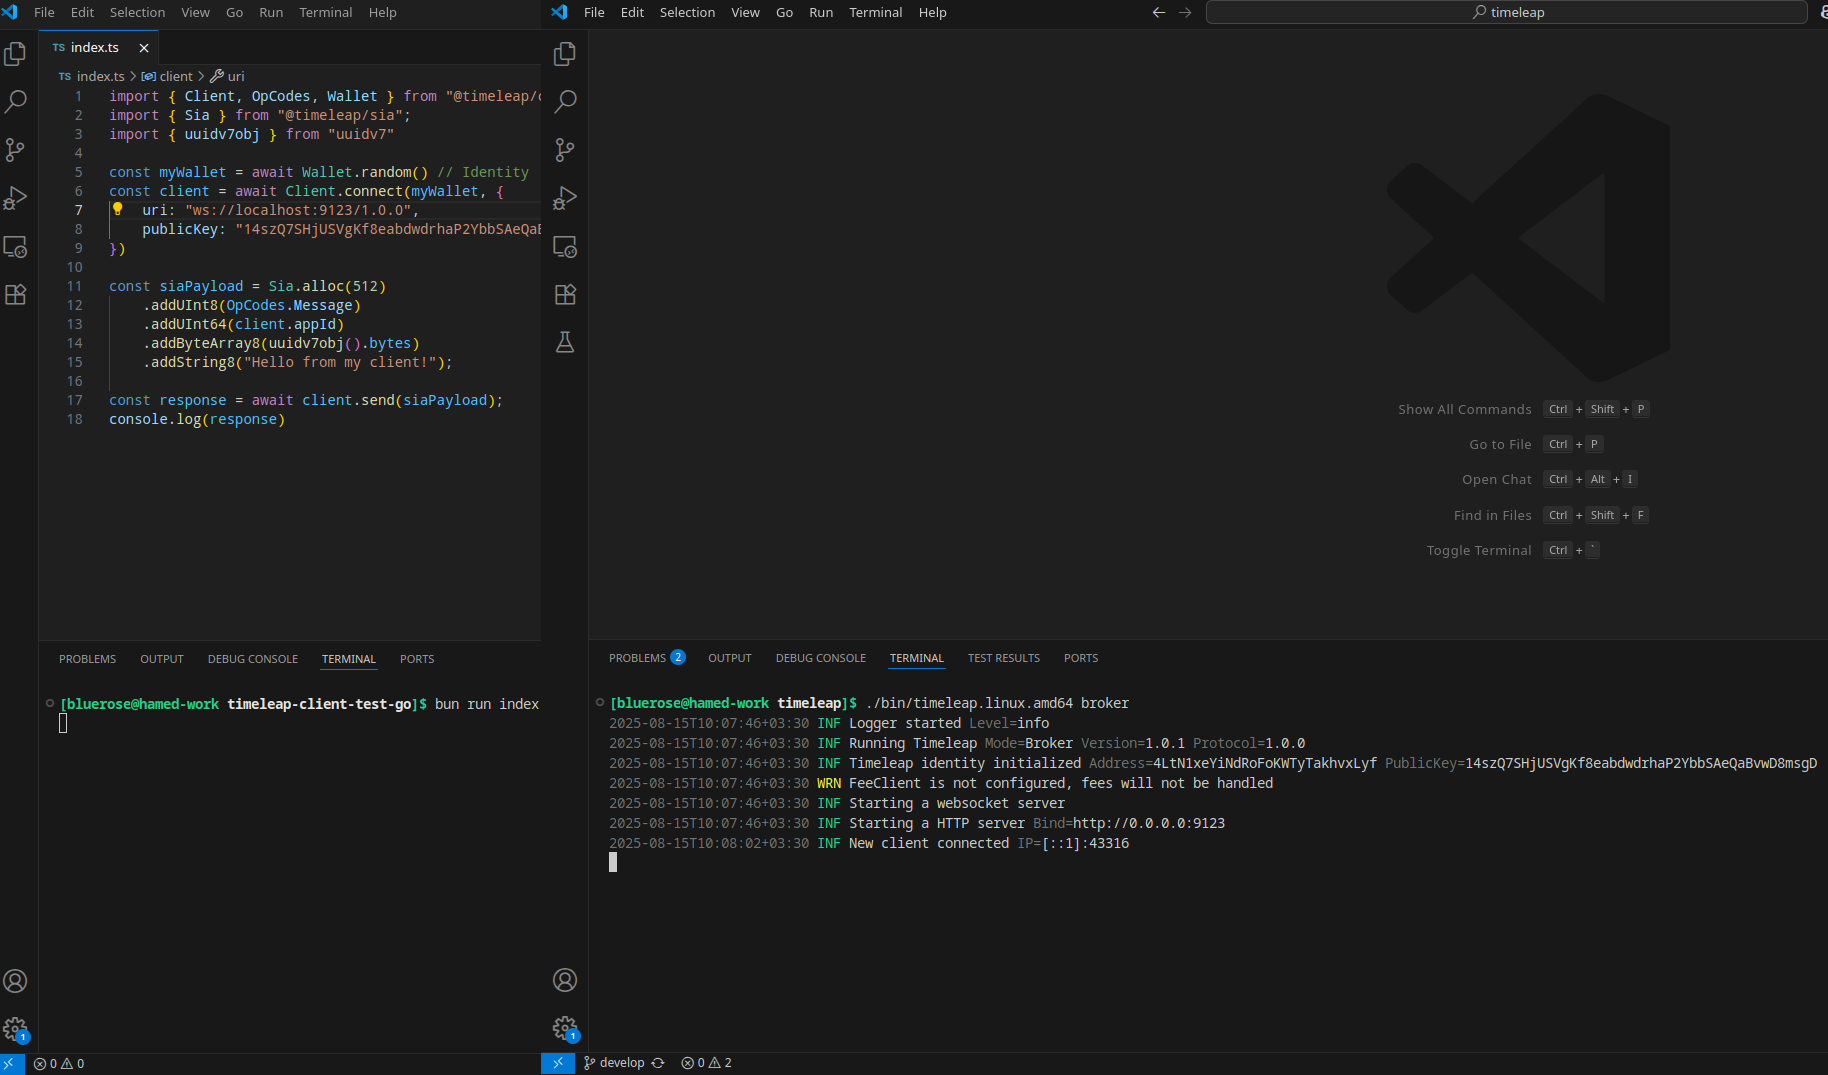 File Edit Selection View Go Run Terminal Help
TS index.ts
TS index.ts > client > uri
1 import { Client, OpCodes, Wallet } from "@timeleap/
2 import { Sia } from "@timeleap/sia";
3 import { uuidv7obj } from "uuidv7"
4
5 const myWallet = await Wallet.random() // Identity
6 const client = await Client.connect(myWallet, {
7 uri: "ws://localhost:9123/1.0.0",
8 publicKey: "14szQ7SHjUSVgKf8eabdwdrhaP2YbbSAeQaB
9 })
10
11 const siaPayload = Sia.alloc(512)
12 .addUInt8(OpCodes.Message)
13 .addUInt64(client.appId)
14 .addByteArray8(uuidv7obj().bytes)
15 .addString8("Hello from my client!");
16
17 const response = await client.send(siaPayload);
18 console.log(response)
PROBLEMS OUTPUT DEBUG CONSOLE TERMINAL PORTS
[bluerose@hamed-work timeleap-client-test-go]$ bun run index
1
0 0
File Edit Selection View Go Run Terminal Help
timeleap
Show All Commands Ctrl + Shift + P
Go to File Ctrl + P
Open Chat Ctrl + Alt + I
Find in Files Ctrl + Shift + F
Toggle Terminal Ctrl + `
PROBLEMS 2 OUTPUT DEBUG CONSOLE TERMINAL TEST RESULTS PORTS
[bluerose@hamed-work timeleap]$ ./bin/timeleap.linux.amd64 broker
2025-08-15T10:07:46+03:30 INF Logger started Level=info
2025-08-15T10:07:46+03:30 INF Running Timeleap Mode=Broker Version=1.0.1 Protocol=1.0.0
2025-08-15T10:07:46+03:30 INF Timeleap identity initialized Address=4LtN1xeYiNdRoFoKWTyTakhvxLyf PublicKey=14szQ7SHjUSVgKf8eabdwdrhaP2YbbSAeQaBvwD8msgD
2025-08-15T10:07:46+03:30 WRN FeeClient is not configured, fees will not be handled
2025-08-15T10:07:46+03:30 INF Starting a websocket server
2025-08-15T10:07:46+03:30 INF Starting a HTTP server Bind=http://0.0.0.0:9123
2025-08-15T10:08:02+03:30 INF New client connected IP=[::1]:43316
1
develop 0 2